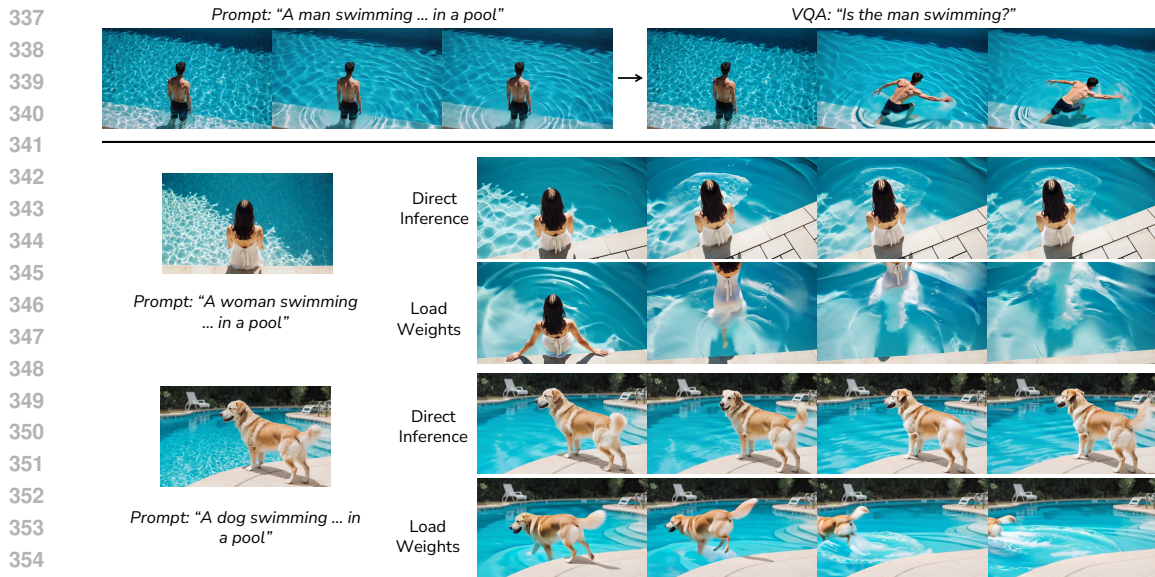 337
338
339
340
341
342
343
344
345
346
347
348
349
350
351
352
353
354
Prompt: “A man swimming ... in a pool”
VQA: “Is the man swimming?”
Direct
Inference
Prompt: “A woman swimming
... in a pool”
Load
Weights
Direct
Inference
Prompt: “A dog swimming ... in
a pool”
Load
Weights